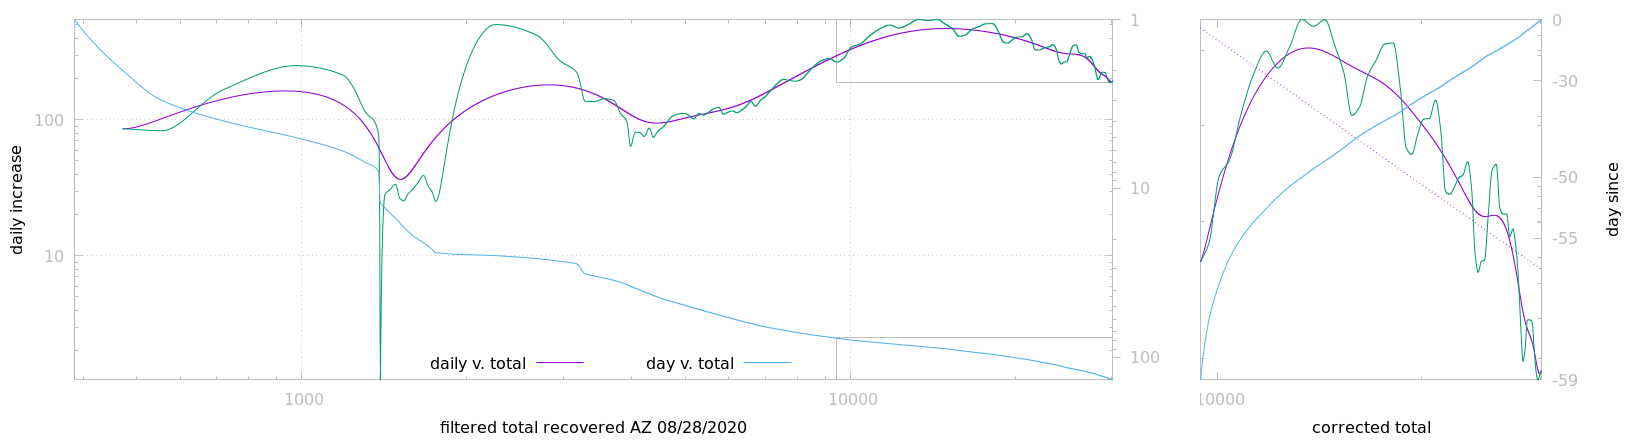 daily increase
100
10
1
10
100
daily v. total
day v. total
1000
10000
filtered total recovered AZ 08/28/2020
0
-30
-50
-55
-59
day since
10000
corrected total